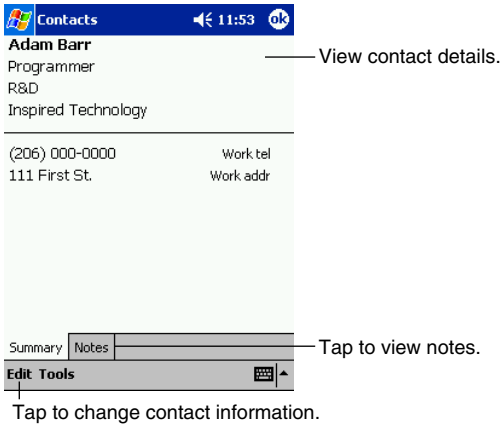 Contacts 11:53 ok
Adam Barr
Programmer
R&D
Inspired Technology
View contact details.
(206) 000-0000 Work tel
111 First St. Work addr
Summary Notes
Tap to view notes.
Edit Tools
Tap to change contact information.